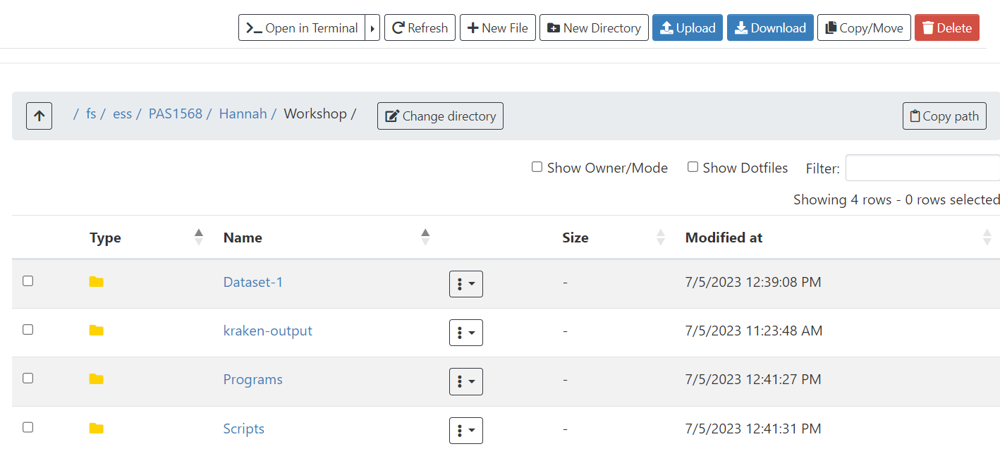 Open in Terminal Refresh New File New Directory Upload Download Copy/Move Delete
/ fs / ess / PAS1568 / Hannah / Workshop / Change directory Copy path
Show Owner/Mode Show Dotfiles Filter:
Showing 4 rows - 0 rows selected
Type Name Size Modified at
Dataset-1 - 7/5/2023 12:39:08 PM
kraken-output - 7/5/2023 11:23:48 AM
Programs - 7/5/2023 12:41:27 PM
Scripts - 7/5/2023 12:41:31 PM